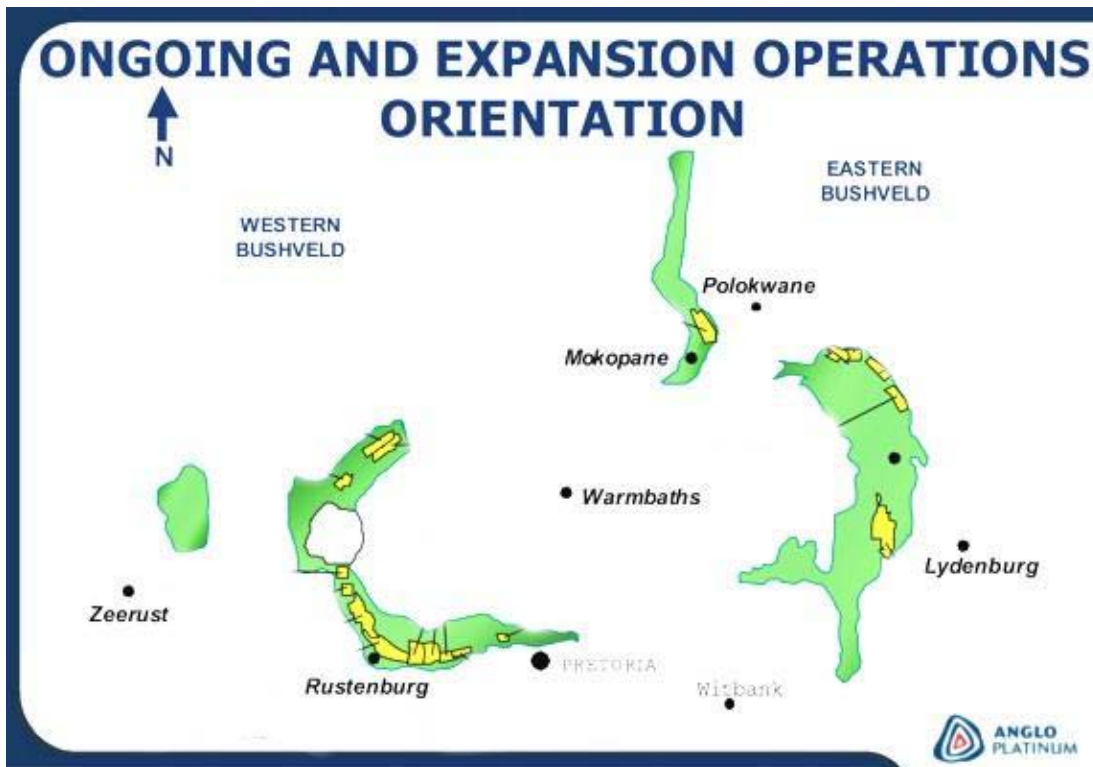 ONGOING AND EXPANSION OPERATIONS
ORIENTATION
N
EASTERN
BUSHVELD
WESTERN
BUSHVELD
Polokwane
Mokopane
Warmbaths
Lydenburg
Zeerust
PRETORIA
Rustenburg
Witbank
ANGLO
PLATINUM